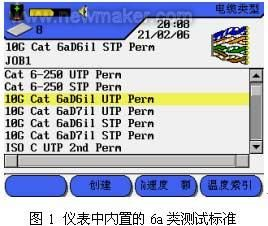 电缆类型
www.newmaker.com
20:08
8
21/02/06
10G Cat 6aD6il STP Perm
JOB1
Cat 6-250 UTP Perm
Cat 6-250 STP Perm
10G Cat 6aD6il UTP Perm
10G Cat 6aD7il UTP Perm
10G Cat 6aD6il STP Perm
10G Cat 6aD7il STP Perm
ISO C UTP 2nd Perm
创建
速度
温度索引
图 1 仪表中内置的 6a 类测试标准